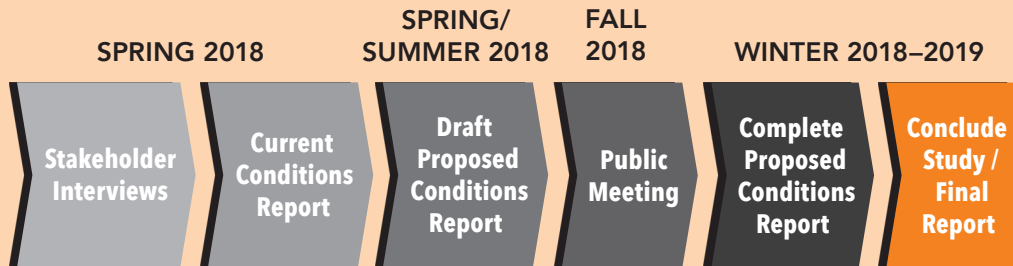 SPRING 2018
SPRING/
SUMMER 2018
FALL
2018
WINTER 2018–2019
Stakeholder
Interviews
Current
Conditions
Report
Draft
Proposed
Conditions
Report
Public
Meeting
Complete
Proposed
Conditions
Report
Conclude
Study /
Final
Report